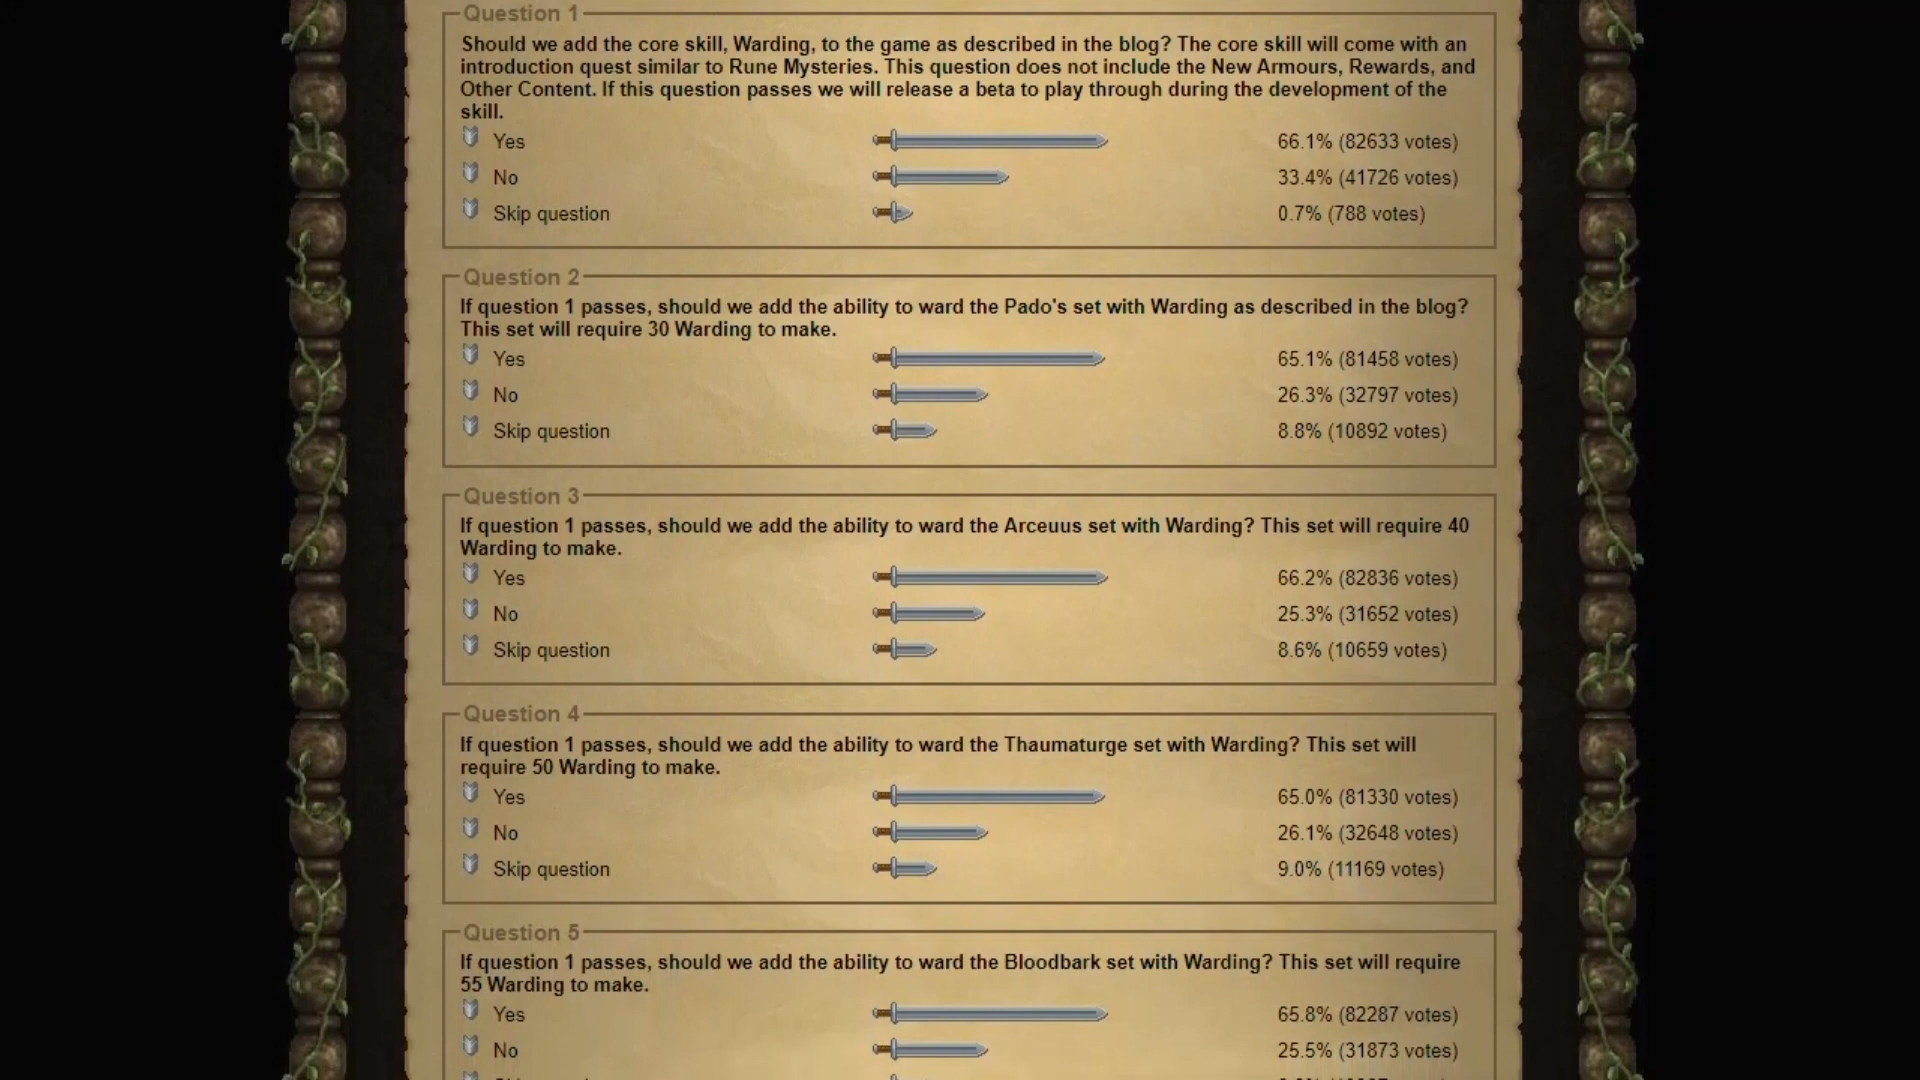 Question 1
Should we add the core skill, Warding, to the game as described in the blog? The core skill will come with an
introduction quest similar to Rune Mysteries. This question does not include the New Armours, Rewards, and
Other Content. If this question passes we will release a beta to play through during the development of the
skill.
Yes 66.1% (82633 votes)
No 33.4% (41726 votes)
Skip question 0.7% (788 votes)
Question 2
If question 1 passes, should we add the ability to ward the Pado's set with Warding as described in the blog?
This set will require 30 Warding to make.
Yes 65.1% (81458 votes)
No 26.3% (32797 votes)
Skip question 8.8% (10892 votes)
Question 3
If question 1 passes, should we add the ability to ward the Arceuus set with Warding? This set will require 40
Warding to make.
Yes 66.2% (82836 votes)
No 25.3% (31652 votes)
Skip question 8.6% (10659 votes)
Question 4
If question 1 passes, should we add the ability to ward the Thaumaturge set with Warding? This set will
require 50 Warding to make.
Yes 65.0% (81330 votes)
No 26.1% (32648 votes)
Skip question 9.0% (11169 votes)
Question 5
If question 1 passes, should we add the ability to ward the Bloodbark set with Warding? This set will require
55 Warding to make.
Yes 65.8% (82287 votes)
No 25.5% (31873 votes)